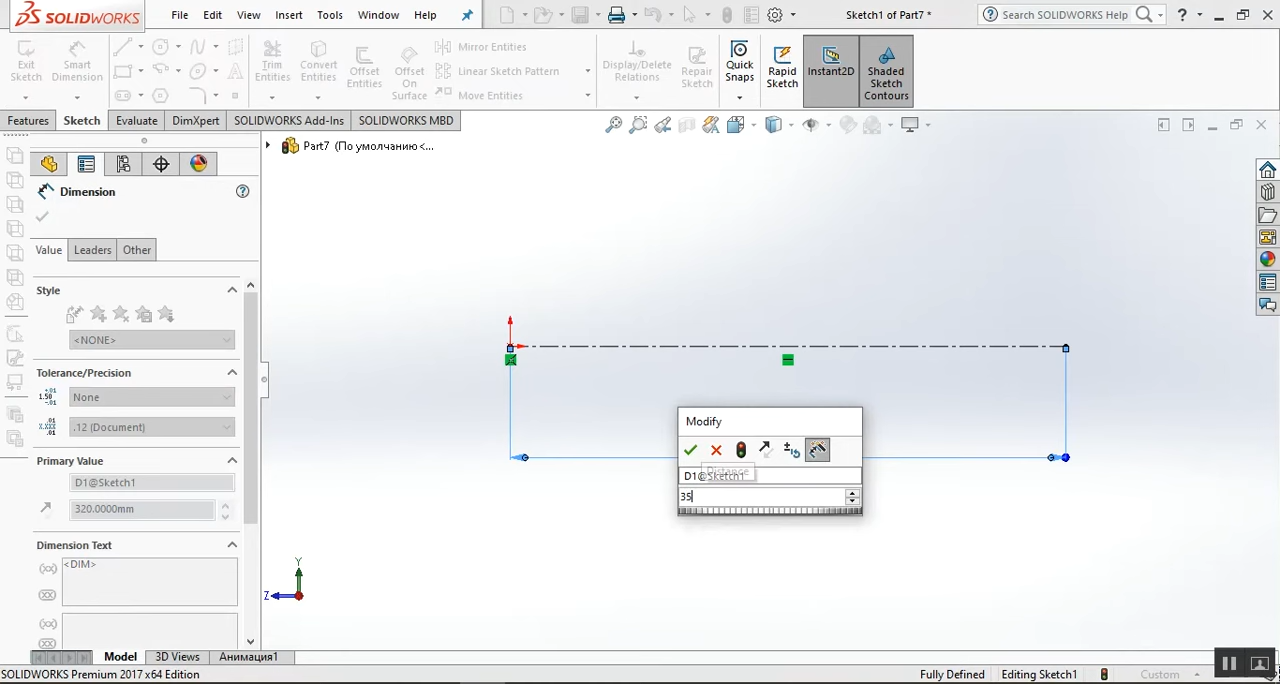 SOLIDWORKS
File Edit View Insert Tools Window Help
Sketch1 of Part7 *
Search SOLIDWORKS Help
Exit Sketch
Smart Dimension
Trim Entities
Convert Entities
Offset Entities
Offset On Surface
Mirror Entities
Linear Sketch Pattern
Move Entities
Display/Delete Relations
Repair Sketch
Quick Snaps
Rapid Sketch
Instant2D
Shaded Sketch Contours
Features Sketch Evaluate DimXpert SOLIDWORKS Add-Ins SOLIDWORKS MBD
Part7 (По умолчанию<...
Dimension
Value Leaders Other
Style
<NONE>
Tolerance/Precision
None
.12 (Document)
Primary Value
D1@Sketch1
320.0000mm
Dimension Text
<DIM>
Modify
Distance
D1@Sketch1
35
Y
Z
Model 3D Views Анимация1
SOLIDWORKS Premium 2017 x64 Edition
Fully Defined Editing Sketch1 Custom